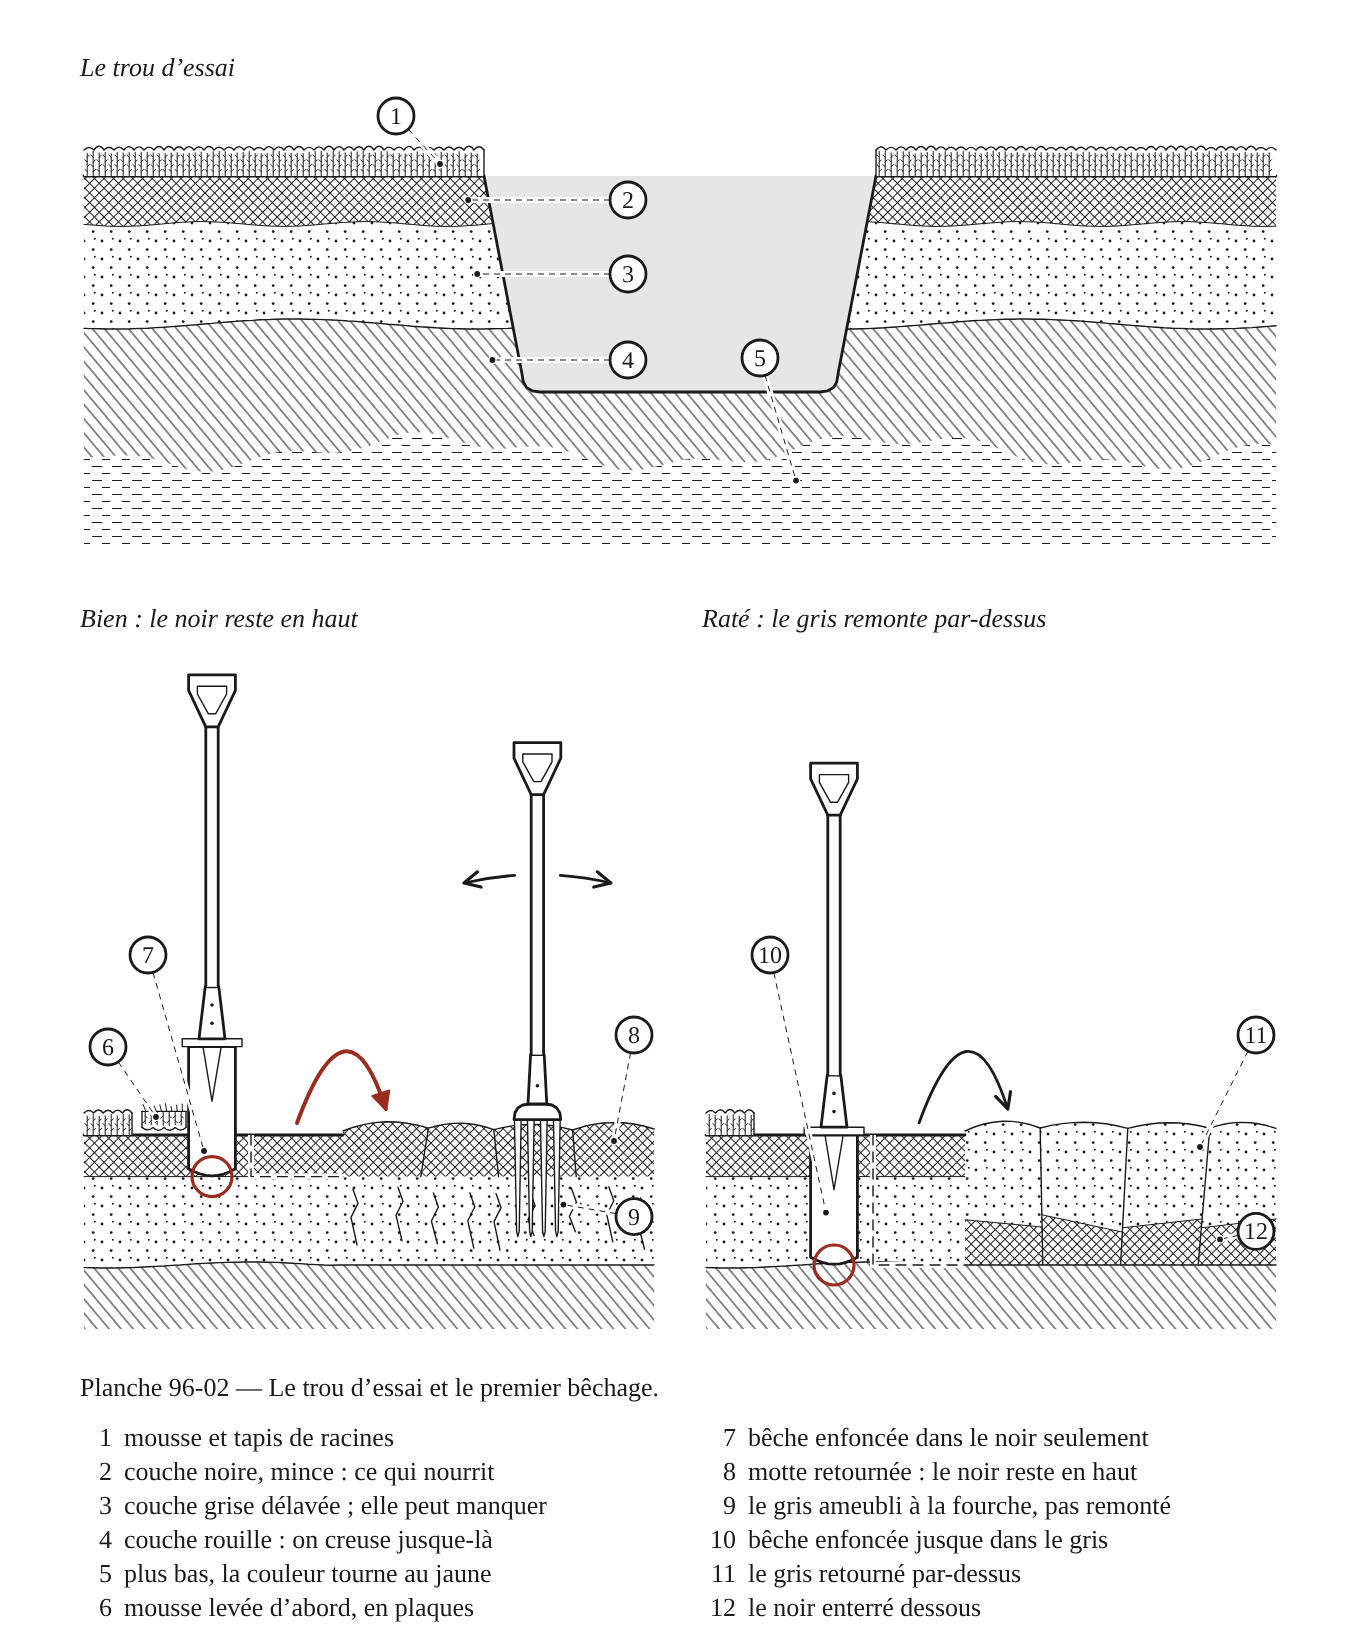 Le trou d’essai
1
2
3
4
5
Bien : le noir reste en haut
Raté : le gris remonte par-dessus
7
6
8
9
10
11
12
Planche 96-02 — Le trou d’essai et le premier bêchage.
1 mousse et tapis de racines
2 couche noire, mince : ce qui nourrit
3 couche grise délavée ; elle peut manquer
4 couche rouille : on creuse jusque-là
5 plus bas, la couleur tourne au jaune
6 mousse levée d’abord, en plaques
7 bêche enfoncée dans le noir seulement
8 motte retournée : le noir reste en haut
9 le gris ameubli à la fourche, pas remonté
10 bêche enfoncée jusque dans le gris
11 le gris retourné par-dessus
12 le noir enterré dessous